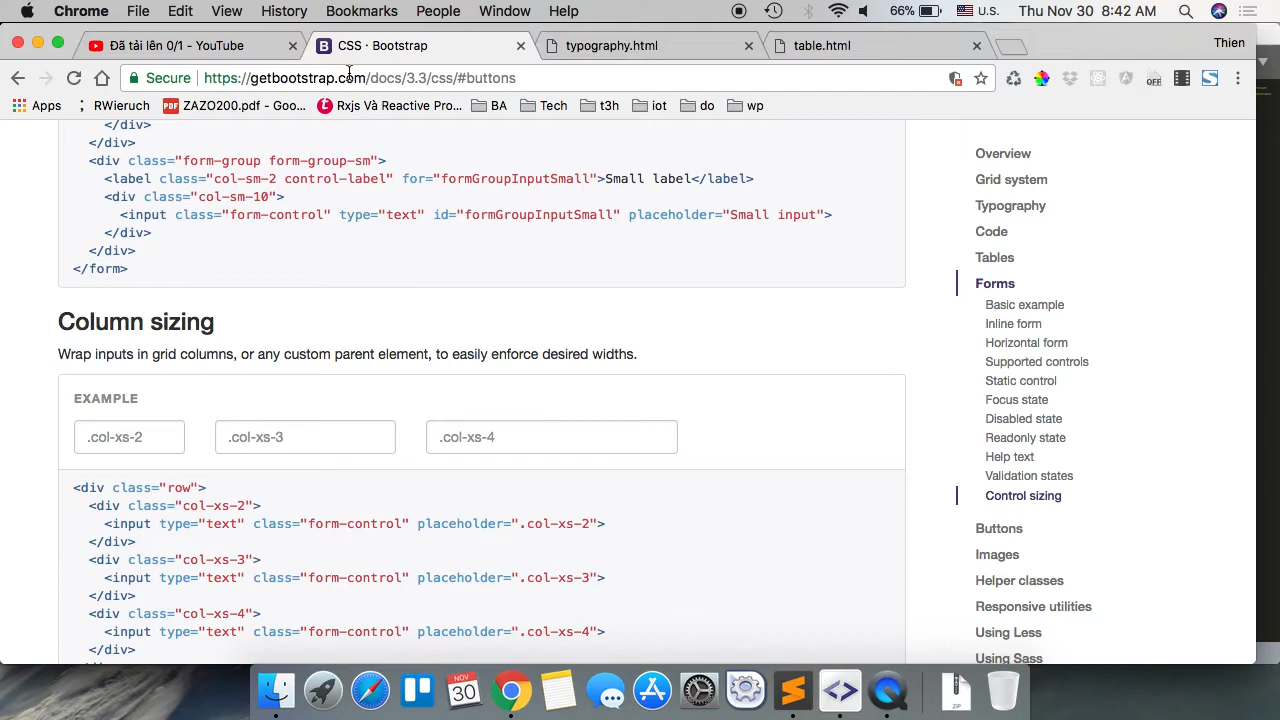 Chrome File Edit View History Bookmarks People Window Help 66% U.S. Thu Nov 30 8:42 AM
Đã tải lên 0/1 - YouTube CSS · Bootstrap typography.html table.html Thien
Secure https://getbootstrap.com/docs/3.3/css/#buttons
Apps RWieruch ZAZO200.pdf - Goo... Rxjs Và Reactive Pro... BA Tech t3h iot do wp
</div>
</div>
<div class="form-group form-group-sm">
<label class="col-sm-2 control-label" for="formGroupInputSmall">Small label</label>
<div class="col-sm-10">
<input class="form-control" type="text" id="formGroupInputSmall" placeholder="Small input">
</div>
</div>
</form>
Column sizing
Wrap inputs in grid columns, or any custom parent element, to easily enforce desired widths.
EXAMPLE
.col-xs-2 .col-xs-3 .col-xs-4
<div class="row">
<div class="col-xs-2">
<input type="text" class="form-control" placeholder=".col-xs-2">
</div>
<div class="col-xs-3">
<input type="text" class="form-control" placeholder=".col-xs-3">
</div>
<div class="col-xs-4">
<input type="text" class="form-control" placeholder=".col-xs-4">
</div>
Overview
Grid system
Typography
Code
Tables
Forms
Basic example
Inline form
Horizontal form
Supported controls
Static control
Focus state
Disabled state
Readonly state
Help text
Validation states
Control sizing
Buttons
Images
Helper classes
Responsive utilities
Using Less
Using Sass
NOV
30
ZIP